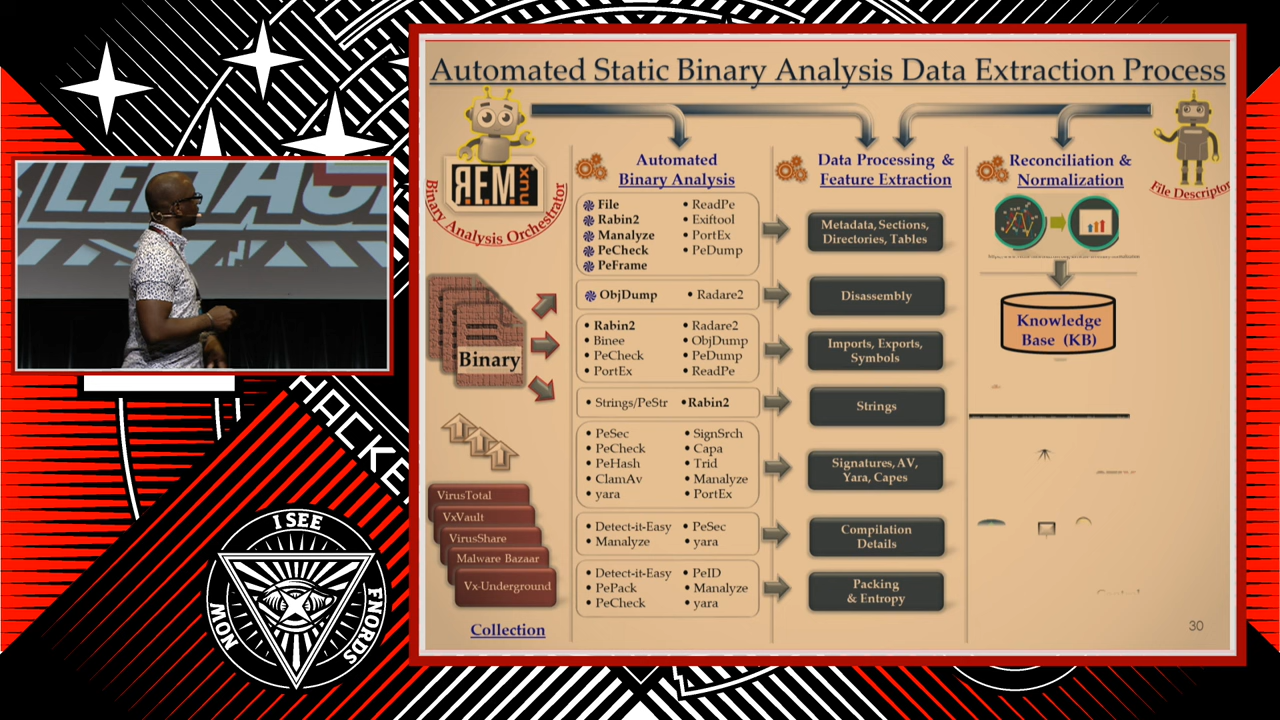 Automated Static Binary Analysis Data Extraction Process
REMnux
Binary Analysis Orchestrator
File Descriptor
Automated
Binary Analysis
Data Processing &
Feature Extraction
Reconciliation &
Normalization
File
Rabin2
Manalyze
PeCheck
PeFrame
• ReadPe
• Exiftool
• PortEx
• PeDump
Metadata, Sections,
Directories, Tables
ObjDump
• Radare2
Disassembly
• Rabin2
• Binee
• PeCheck
• PortEx
• Radare2
• ObjDump
• PeDump
• ReadPe
Imports, Exports,
Symbols
• Strings/PeStr
• Rabin2
Strings
• PeSec
• PeCheck
• PeHash
• ClamAv
• yara
• SignSrch
• Capa
• Trid
• Manalyze
• PortEx
Signatures, AV,
Yara, Capes
• Detect-it-Easy
• Manalyze
• PeSec
• yara
Compilation
Details
• Detect-it-Easy
• PePack
• PeCheck
• PeID
• Manalyze
• yara
Packing
& Entropy
Knowledge
Base (KB)
Binary
VirusTotal
VxVault
VirusShare
Malware Bazaar
Vx-Underground
Collection
30
HACKE
I SEE
FNORDS
NOW